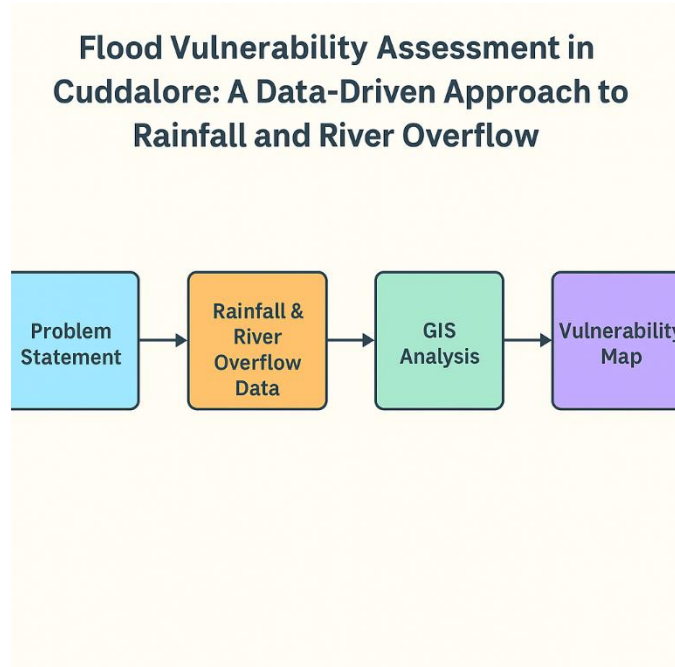 Flood Vulnerability Assessment in
Cuddalore: A Data-Driven Approach to
Rainfall and River Overflow
Problem
Statement
Rainfall &
River
Overflow
Data
GIS
Analysis
Vulnerability
Map